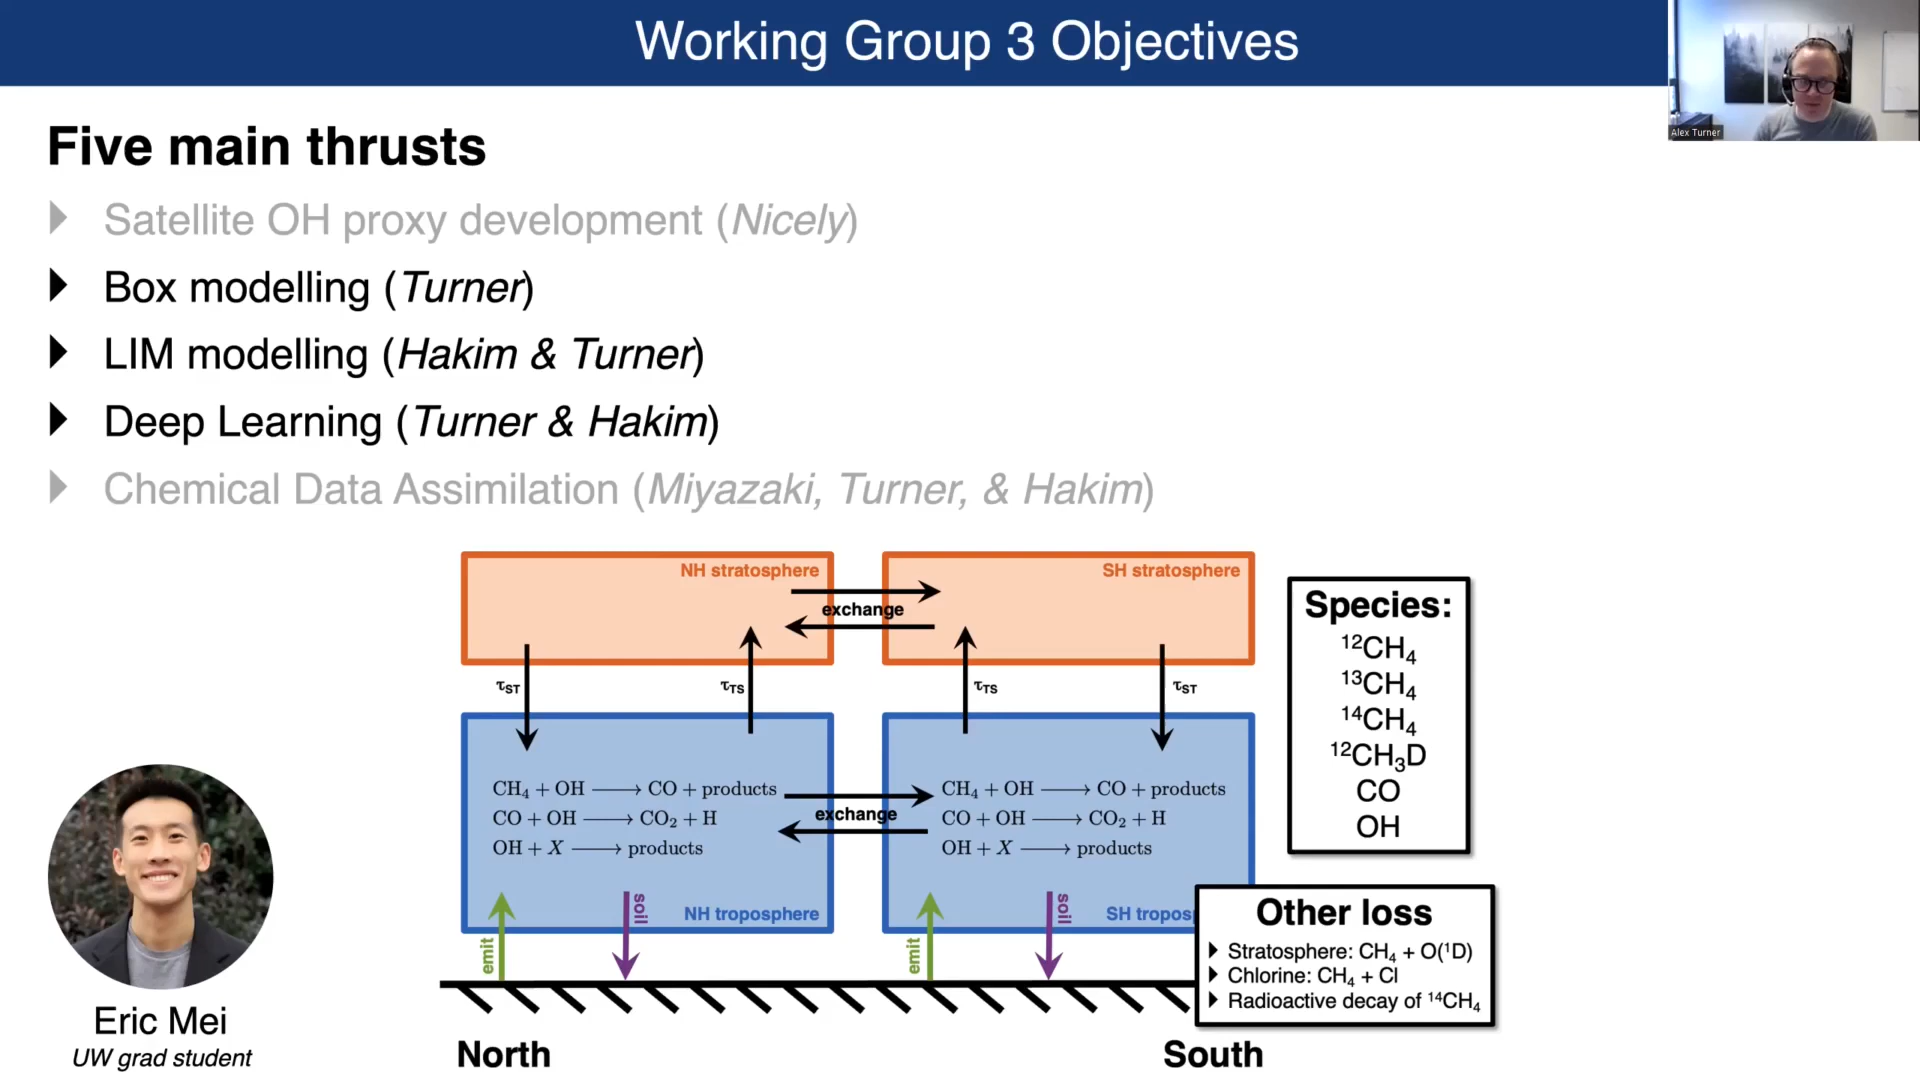 Working Group 3 Objectives
Alex Turner
Five main thrusts
Satellite OH proxy development (Nicely)
Box modelling (Turner)
LIM modelling (Hakim & Turner)
Deep Learning (Turner & Hakim)
Chemical Data Assimilation (Miyazaki, Turner, & Hakim)
NH stratosphere
SH stratosphere
exchange
τST
τTS
τTS
τST
CH₄ + OH ⟶ CO + products
CO + OH ⟶ CO₂ + H
OH + X ⟶ products
exchange
CH₄ + OH ⟶ CO + products
CO + OH ⟶ CO₂ + H
OH + X ⟶ products
NH troposphere
SH tropos
emit
soil
emit
soil
North
South
Species:
¹²CH₄
¹³CH₄
¹⁴CH₄
¹²CH₃D
CO
OH
Other loss
Stratosphere: CH₄ + O(¹D)
Chlorine: CH₄ + Cl
Radioactive decay of ¹⁴CH₄
Eric Mei
UW grad student